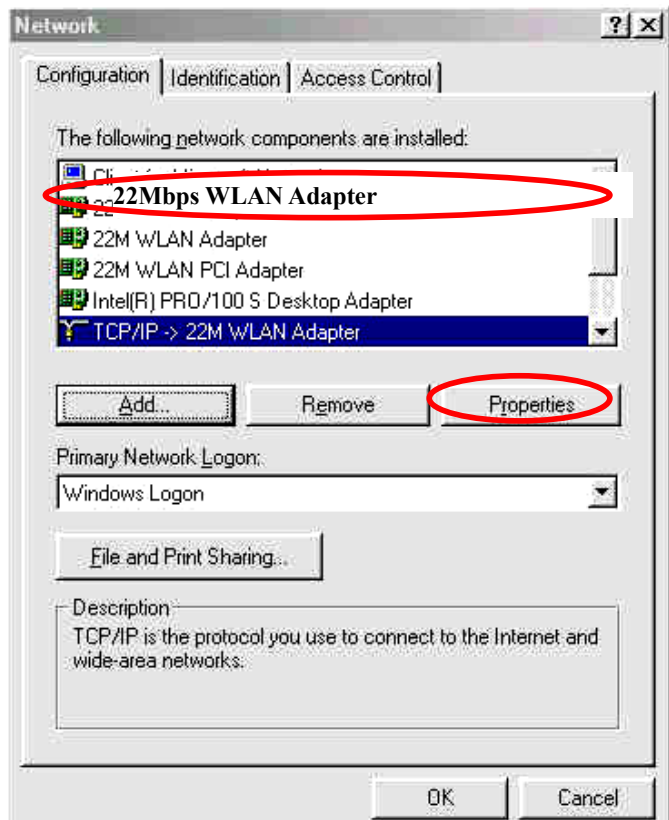 Network
Configuration
Identification
Access Control
The following network components are installed:
22Mbps WLAN Adapter
22M WLAN Adapter
22M WLAN PCI Adapter
Intel(R) PRO/100 S Desktop Adapter
TCP/IP -> 22M WLAN Adapter
Add...
Remove
Properties
Primary Network Logon:
Windows Logon
File and Print Sharing...
Description
TCP/IP is the protocol you use to connect to the Internet and
wide-area networks.
OK
Cancel